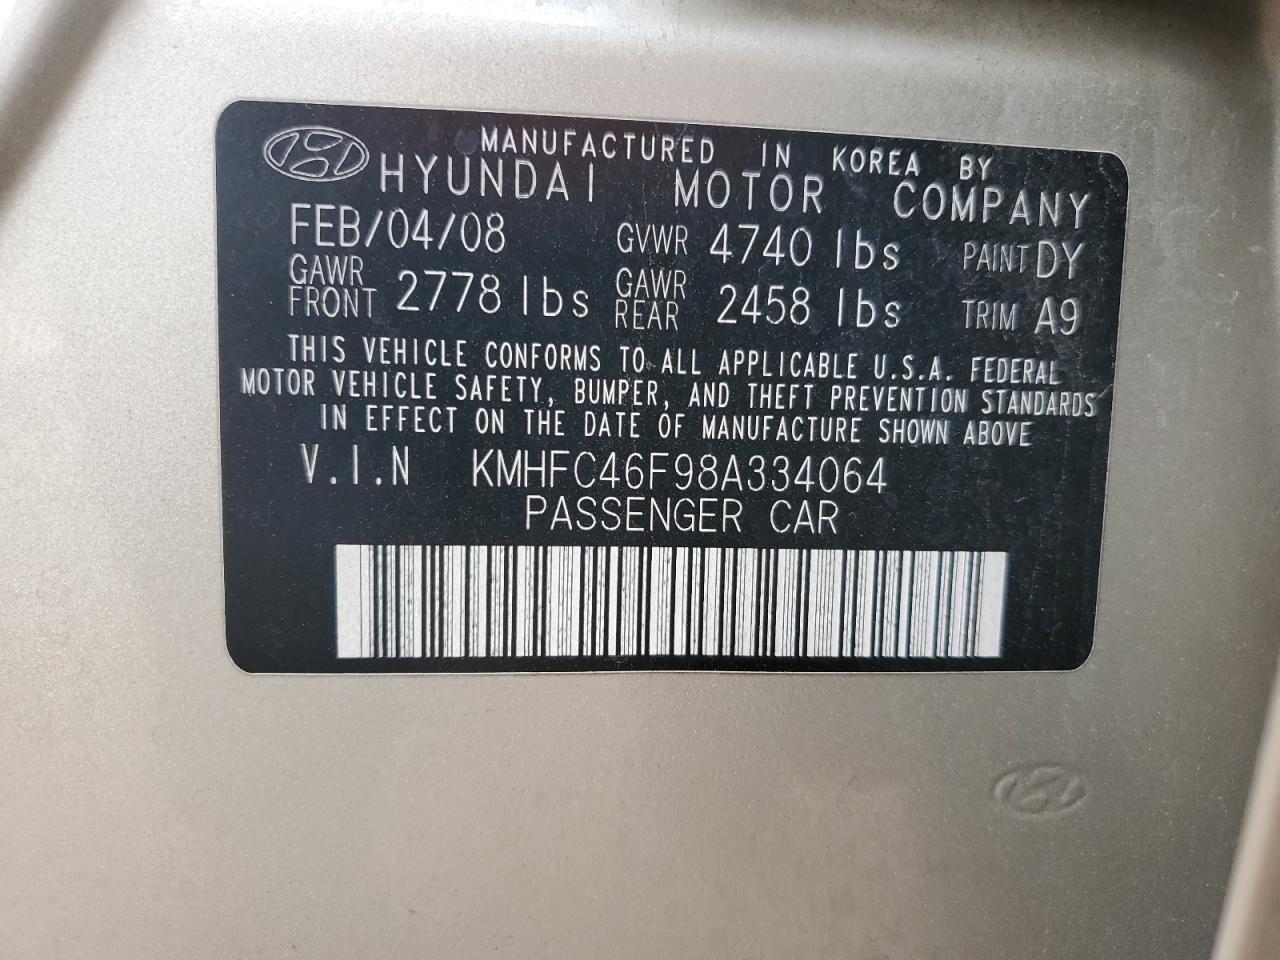 MANUFACTURED IN KOREA BY
HYUNDAI MOTOR COMPANY
FEB/04/08 GVWR 4740 lbs PAINT DY
GAWR FRONT 2778 lbs GAWR REAR 2458 lbs TRIM A9
THIS VEHICLE CONFORMS TO ALL APPLICABLE U.S.A. FEDERAL
MOTOR VEHICLE SAFETY, BUMPER, AND THEFT PREVENTION STANDARDS
IN EFFECT ON THE DATE OF MANUFACTURE SHOWN ABOVE
V.I.N KMHFC46F98A334064
PASSENGER CAR